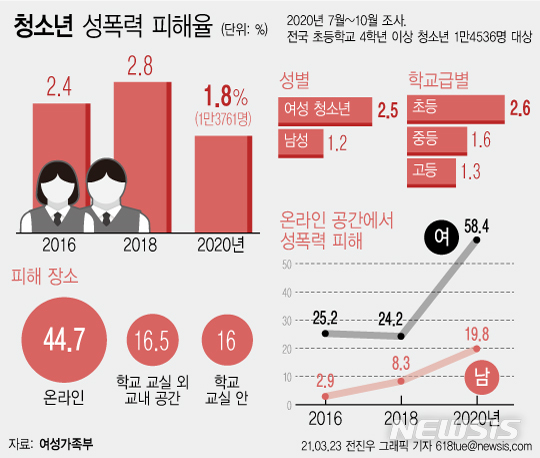 청소년 성폭력 피해율 (단위: %)
2020년 7월~10월 조사.
전국 초등학교 4학년 이상 청소년 1만4536명 대상
2.4
2.8
1.8%
(1만3761명)
2016
2018
2020년
성별
여성 청소년 2.5
남성 1.2
학교급별
초등 2.6
중등 1.6
고등 1.3
피해 장소
44.7
온라인
16.5
학교 교실 외
교내 공간
16
학교
교실 안
온라인 공간에서
성폭력 피해
여
58.4
50
40
30
20
10
0
25.2
24.2
19.8
8.3
2.9
남
2016
2018
2020년
NEWSIS
자료: 여성가족부
21.03.23 전진우 그래픽 기자 618tue@newsis.com